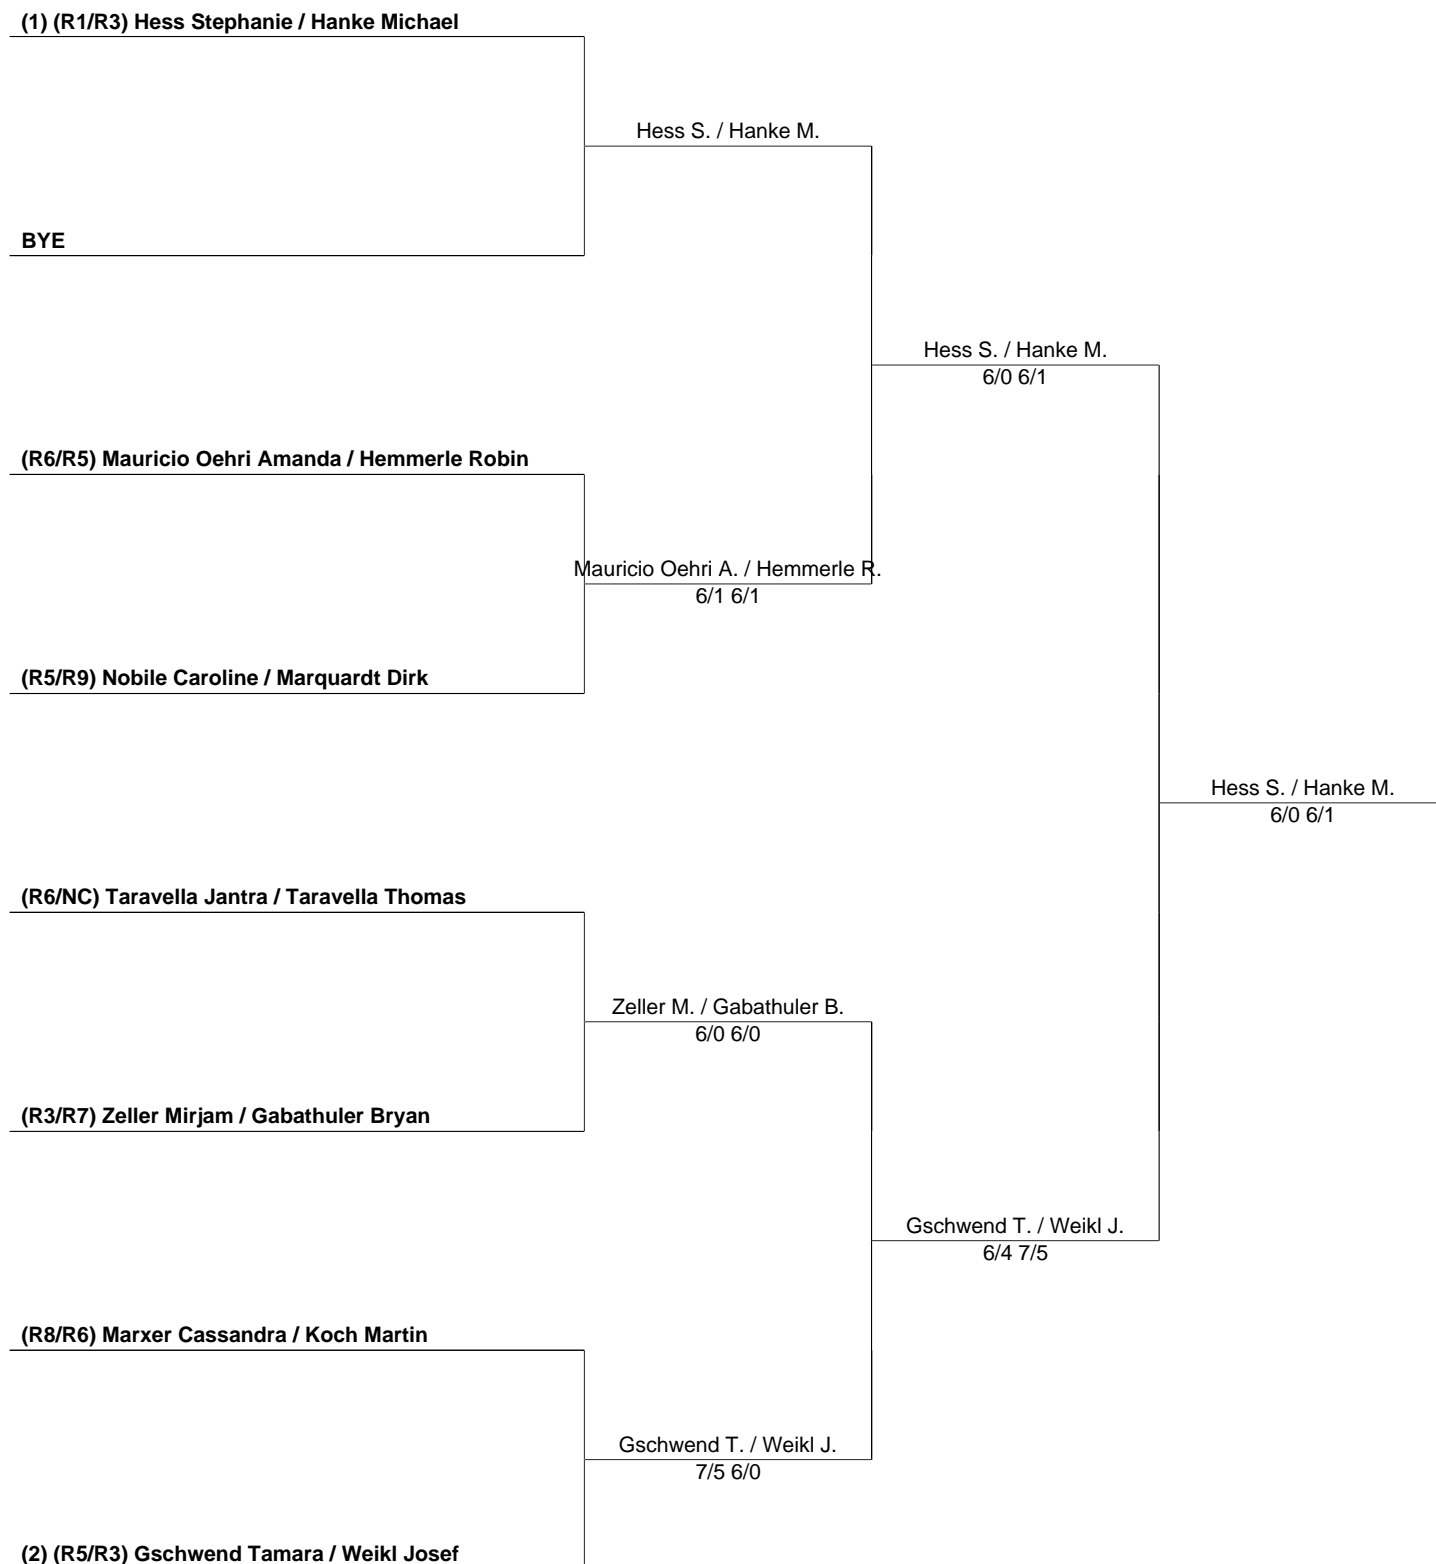 (1) (R1/R3) Hess Stephanie / Hanke Michael
Hess S. / Hanke M.
BYE
Hess S. / Hanke M.
6/0 6/1
(R6/R5) Mauricio Oehri Amanda / Hemmerle Robin
Mauricio Oehri A. / Hemmerle R.
6/1 6/1
(R5/R9) Nobile Caroline / Marquardt Dirk
Hess S. / Hanke M.
6/0 6/1
(R6/NC) Taravella Jantra / Taravella Thomas
Zeller M. / Gabathuler B.
6/0 6/0
(R3/R7) Zeller Mirjam / Gabathuler Bryan
Gschwend T. / Weikl J.
6/4 7/5
(R8/R6) Marxer Cassandra / Koch Martin
Gschwend T. / Weikl J.
7/5 6/0
(2) (R5/R3) Gschwend Tamara / Weikl Josef